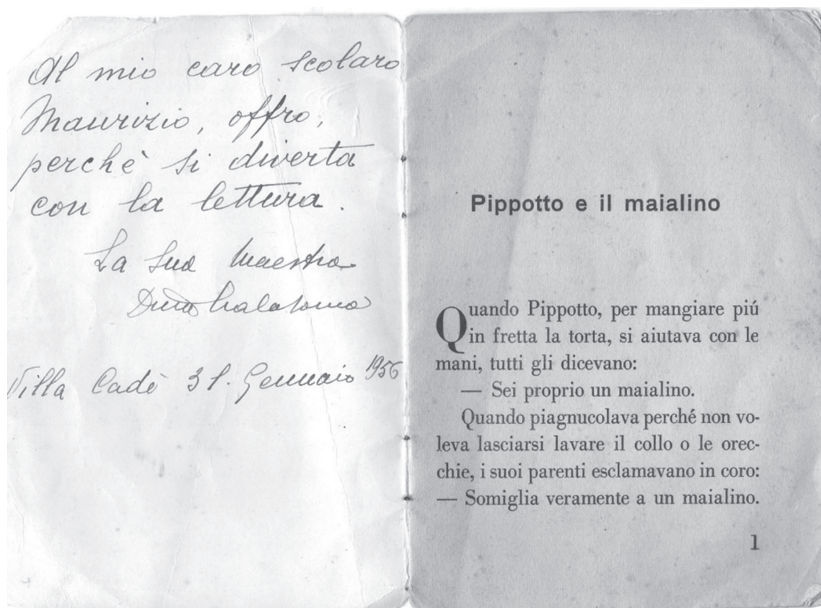 Al mio caro scolaro
Maurizio, offro,
perchè si diverta
con la lettura.
La sua maestra
Villa Cadè 31. Gennaio 1956
Pippotto e il maialino
Quando Pippotto, per mangiare piú
in fretta la torta, si aiutava con le
mani, tutti gli dicevano:
— Sei proprio un maialino.
Quando piagnucolava perché non vo-
leva lasciarsi lavare il collo o le orec-
chie, i suoi parenti esclamavano in coro:
— Somiglia veramente a un maialino.
1